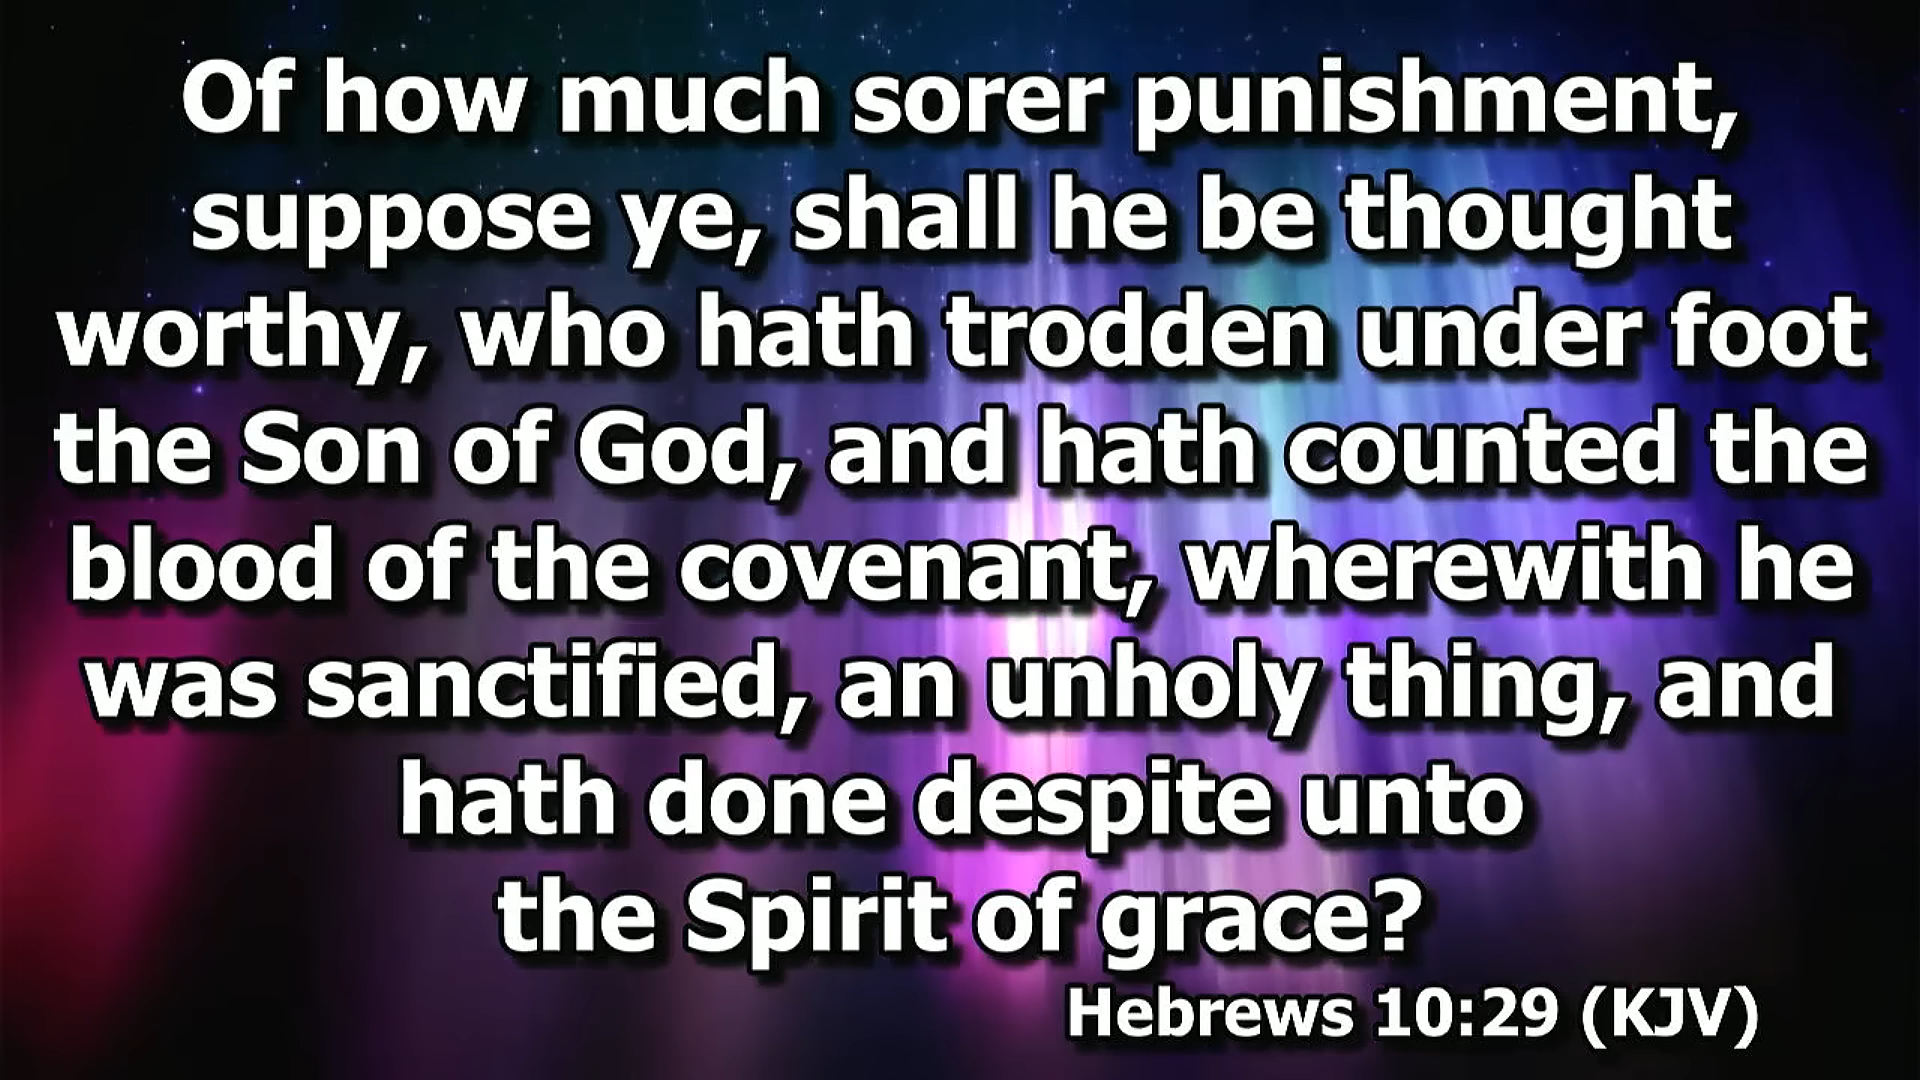 Of how much sorer punishment,
suppose ye, shall he be thought
worthy, who hath trodden under foot
the Son of God, and hath counted the
blood of the covenant, wherewith he
was sanctified, an unholy thing, and
hath done despite unto
the Spirit of grace?
Hebrews 10:29 (KJV)